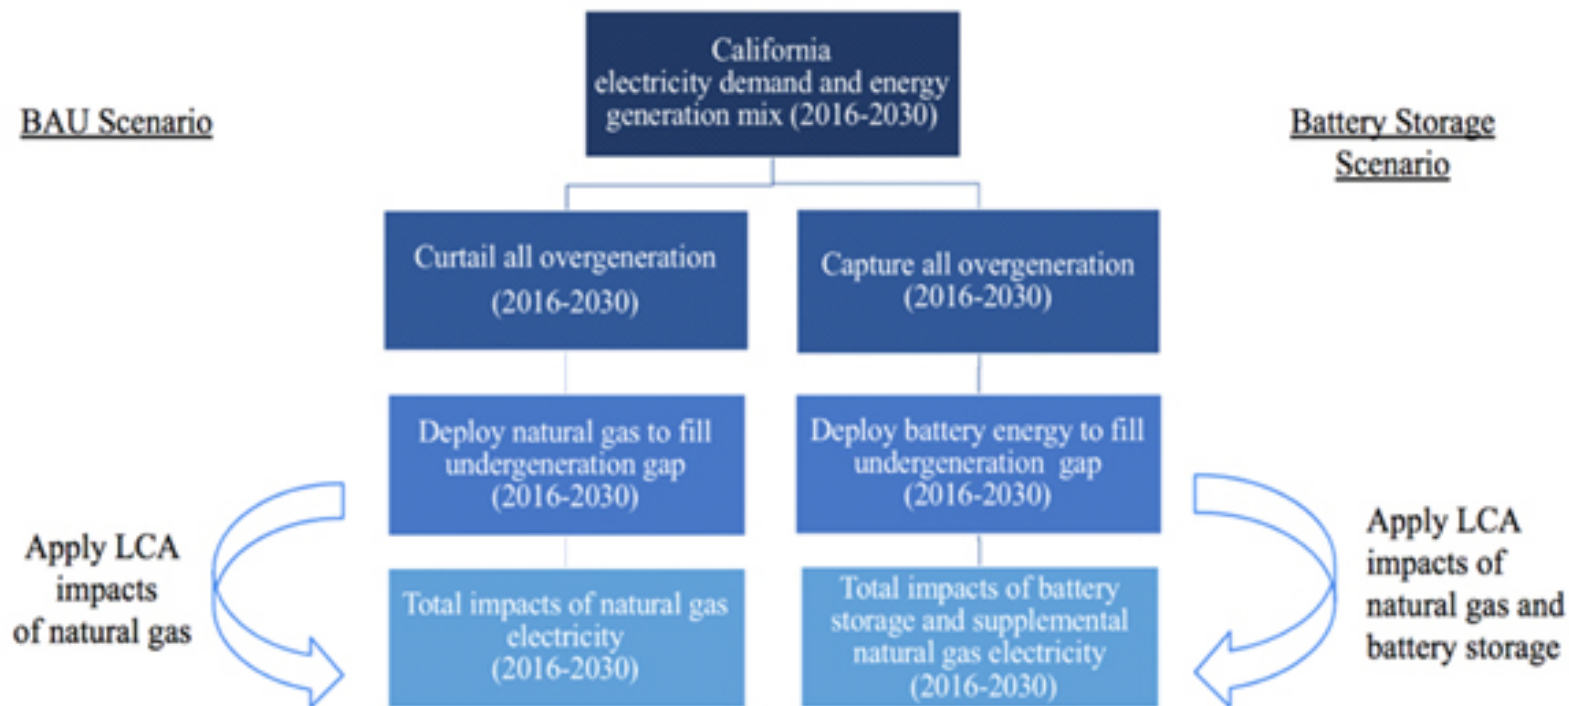 California
electricity demand and energy
generation mix (2016-2030)
BAU Scenario
Battery Storage
Scenario
Curtail all overgeneration
(2016-2030)
Capture all overgeneration
(2016-2030)
Deploy natural gas to fill
undergeneration gap
(2016-2030)
Deploy battery energy to fill
undergeneration gap
(2016-2030)
Apply LCA
impacts
of natural gas
Total impacts of natural gas
electricity
(2016-2030)
Total impacts of battery
storage and supplemental
natural gas electricity
(2016-2030)
Apply LCA
impacts of
natural gas and
battery storage